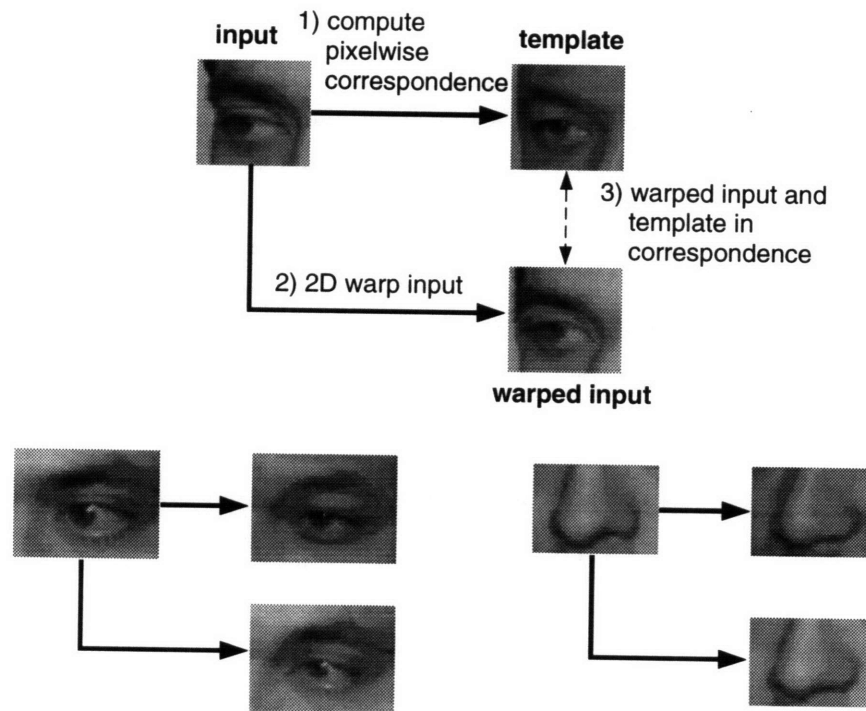 input
1) compute
pixelwise
correspondence
template
3) warped input and
template in
correspondence
2) 2D warp input
warped input